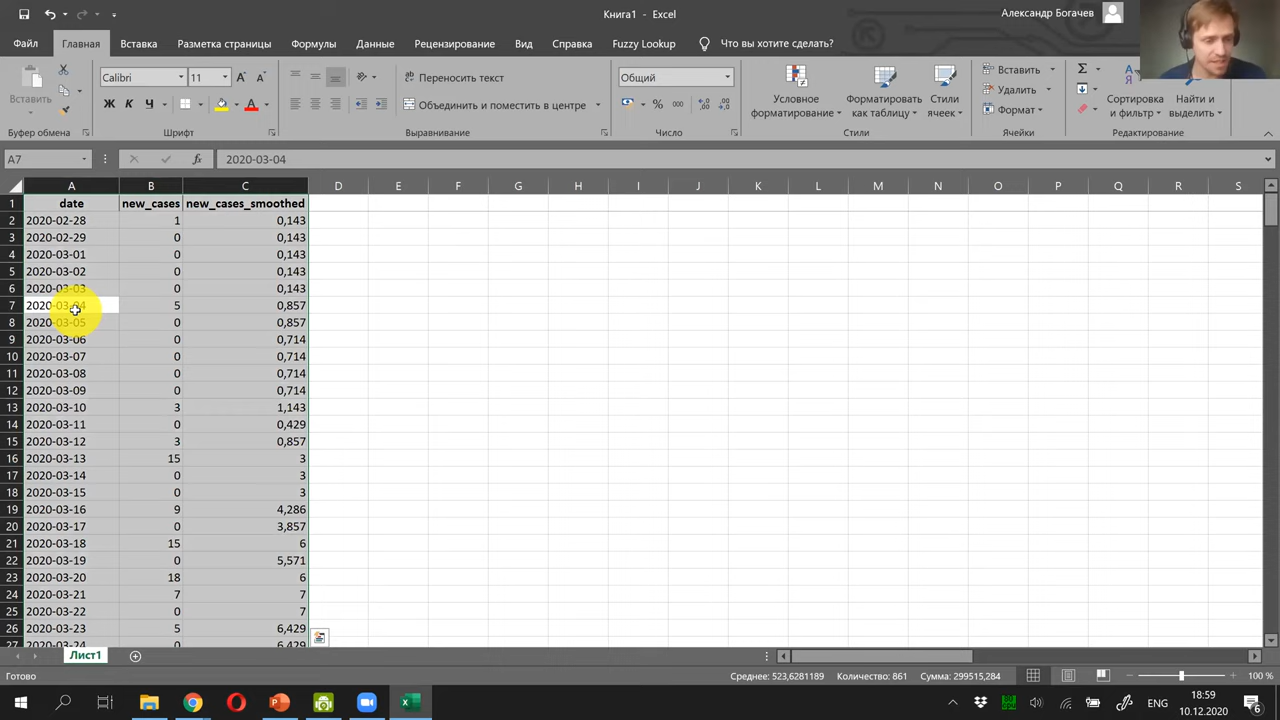 Книга1 - Excel
Александр Богачев
Файл Главная Вставка Разметка страницы Формулы Данные Рецензирование Вид Справка Fuzzy Lookup Что вы хотите сделать?
Calibri 11 Переносить текст Общий Вставить Σ
Вставить Ж К Ч А Объединить и поместить в центре % 000 Условное форматирование Форматировать как таблицу Стили ячеек Удалить Формат Сортировка и фильтр Найти и выделить
Буфер обмена Шрифт Выравнивание Число Стили Ячейки Редактирование
A7 fx 2020-03-04
A B C D E F G H I J K L M N O P Q R S
1 date new_cases new_cases_smoothed
2 2020-02-28 1 0,143
3 2020-02-29 0 0,143
4 2020-03-01 0 0,143
5 2020-03-02 0 0,143
6 2020-03-03 0 0,143
7 2020-03-04 5 0,857
8 2020-03-05 0 0,857
9 2020-03-06 0 0,714
10 2020-03-07 0 0,714
11 2020-03-08 0 0,714
12 2020-03-09 0 0,714
13 2020-03-10 3 1,143
14 2020-03-11 0 0,429
15 2020-03-12 3 0,857
16 2020-03-13 15 3
17 2020-03-14 0 3
18 2020-03-15 0 3
19 2020-03-16 9 4,286
20 2020-03-17 0 3,857
21 2020-03-18 15 6
22 2020-03-19 0 5,571
23 2020-03-20 18 6
24 2020-03-21 7 7
25 2020-03-22 0 7
26 2020-03-23 5 6,429
27 2020-03-24 0 6,429
Лист1
Готово Среднее: 523,6281189 Количество: 861 Сумма: 299515,284 100 %
ENG 18:59
10.12.2020 6